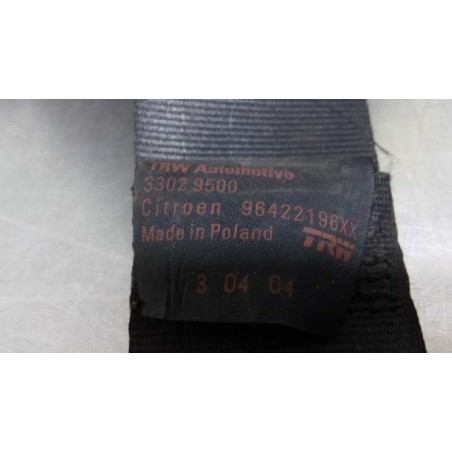 TRW Automotive
3302 9500
Citroen 96422196XX
Made in Poland TRW
3 04 04